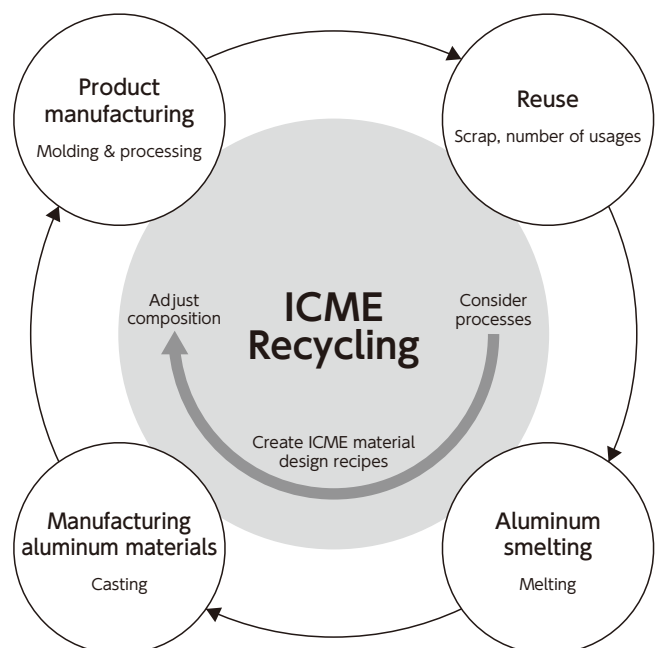 Product
manufacturing
Molding & processing
Reuse
Scrap, number of usages
ICME
Recycling
Adjust
composition
Consider
processes
Create ICME material
design recipes
Manufacturing
aluminum materials
Casting
Aluminum
smelting
Melting